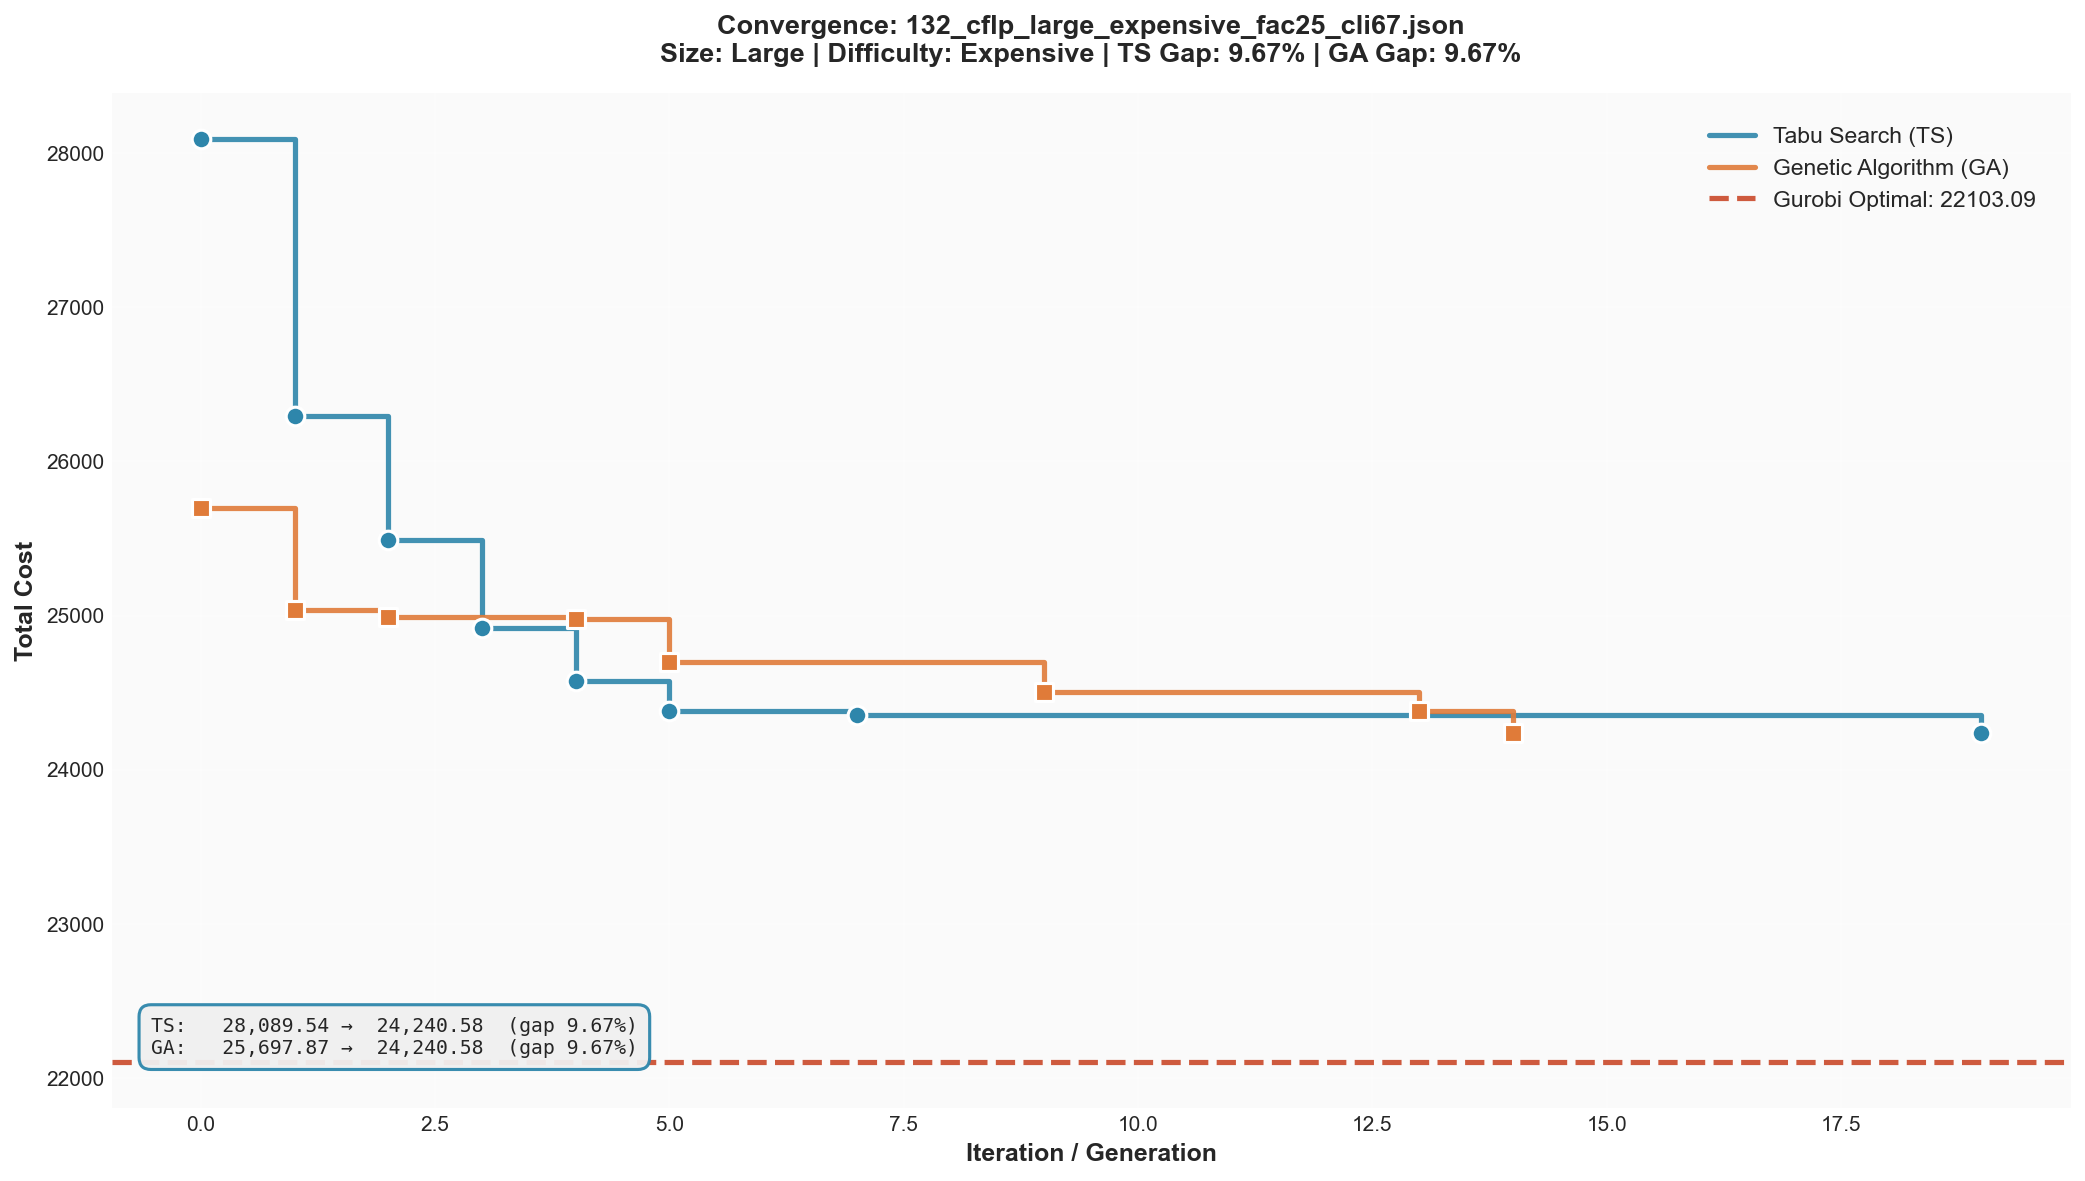 Convergence: 132_cflp_large_expensive_fac25_cli67.json
Size: Large | Difficulty: Expensive | TS Gap: 9.67% | GA Gap: 9.67%
Tabu Search (TS)
Genetic Algorithm (GA)
Gurobi Optimal: 22103.09
Total Cost
28000
27000
26000
25000
24000
23000
22000
TS: 28,089.54 → 24,240.58 (gap 9.67%)
GA: 25,697.87 → 24,240.58 (gap 9.67%)
0.0 2.5 5.0 7.5 10.0 12.5 15.0 17.5
Iteration / Generation